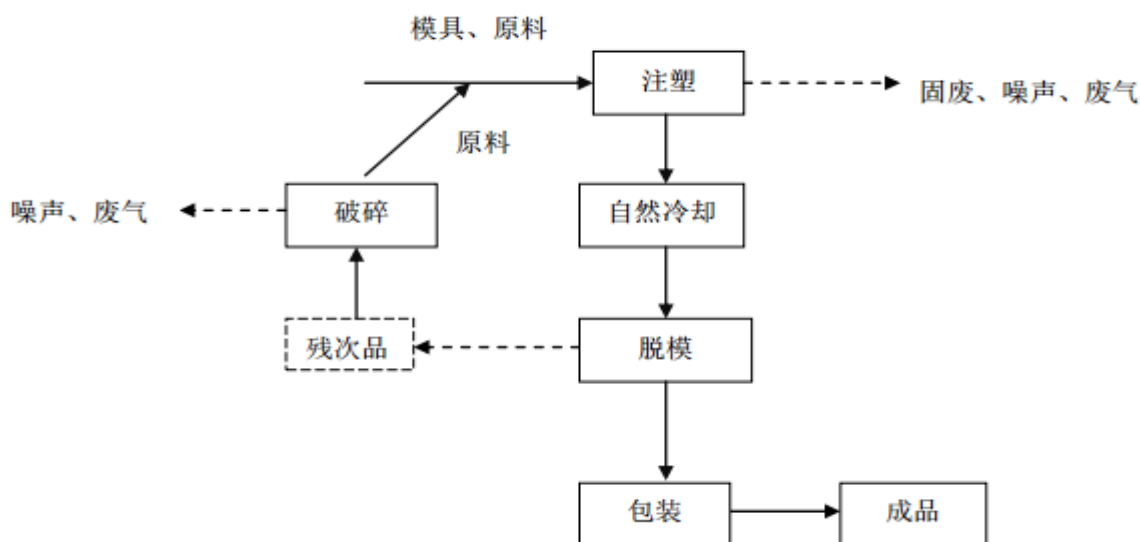 模具、原料
注塑
固废、噪声、废气
原料
噪声、废气
破碎
自然冷却
残次品
脱模
包装
成品